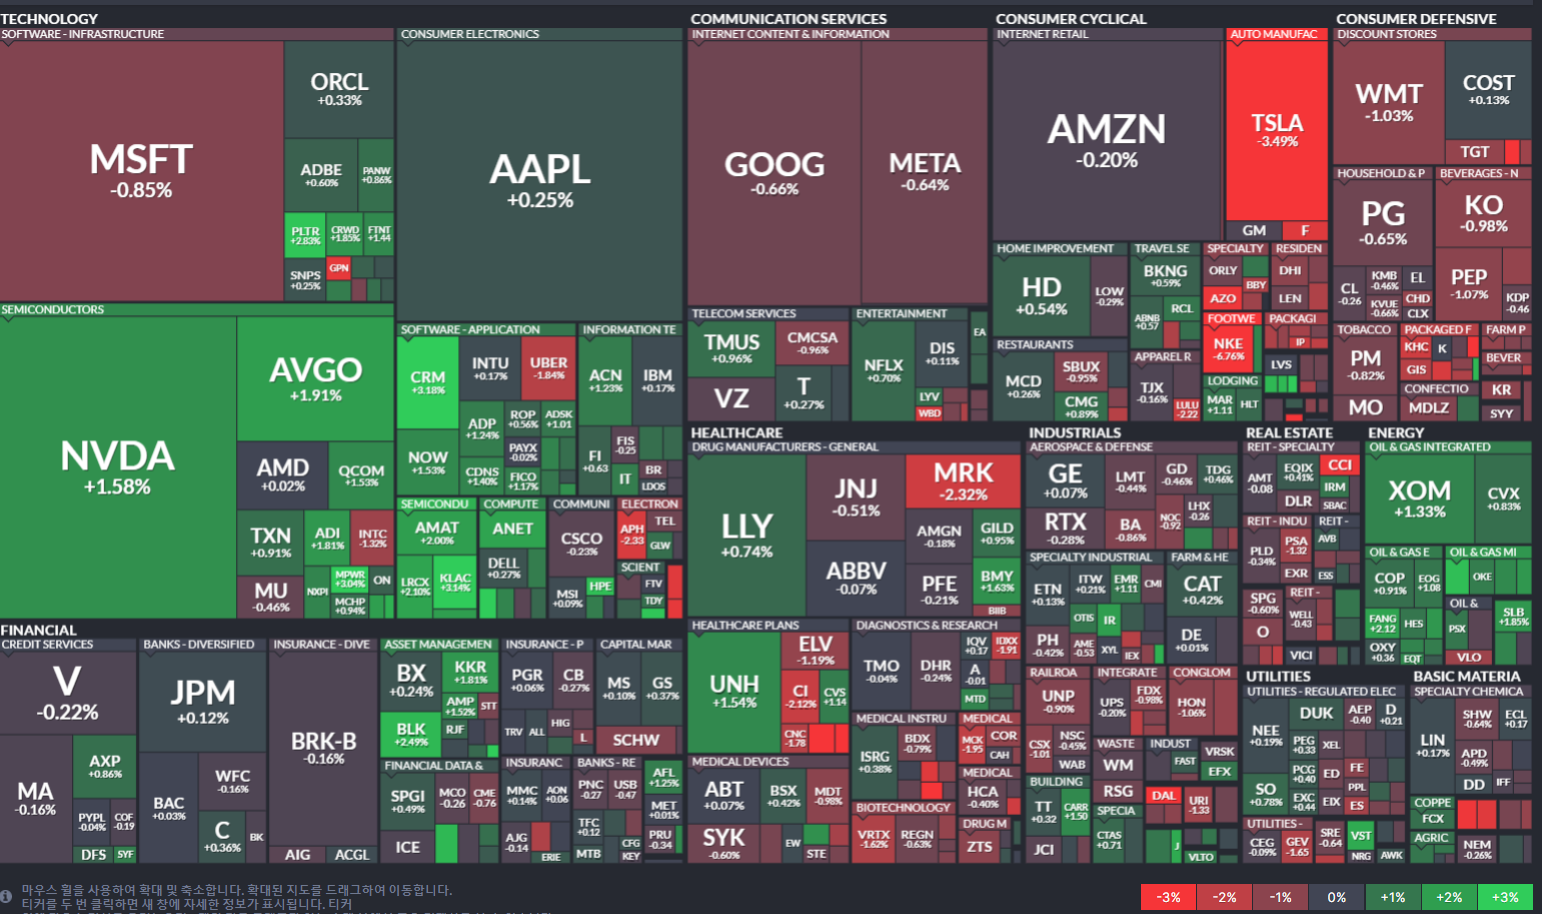 TECHNOLOGY
SOFTWARE - INFRASTRUCTURE
MSFT
-0.85%
ORCL
+0.33%
ADBE
+0.60%
PANW
+0.86%
PLTR
+2.83%
CRWD
+1.85%
FTNT
+1.44
SNPS
+0.25%
GPN
CONSUMER ELECTRONICS
AAPL
+0.25%
SEMICONDUCTORS
NVDA
+1.58%
AVGO
+1.91%
AMD
+0.02%
QCOM
+1.53%
TXN
+0.91%
ADI
+1.81%
INTC
-1.32%
MU
-0.46%
NXPI
MPWR
+3.04%
ON
MCHP
+0.94%
SOFTWARE - APPLICATION
CRM
+3.18%
INTU
+0.17%
UBER
-1.84%
ADP
+1.24%
ROP
+0.56%
ADSK
+1.01
NOW
+1.53%
PAYX
-0.02%
CDNS
+1.40%
FICO
+1.17%
INFORMATION TE
ACN
+1.23%
IBM
+0.17%
FI
+0.63
FIS
-0.25
IT
BR
LDOS
SEMICONDU
AMAT
+2.00%
LRCX
+2.10%
KLAC
+3.14%
COMPUTE
ANET
DELL
+0.27%
COMMUNI
CSCO
-0.23%
MSI
+0.09%
HPE
ELECTRON
APH
-2.33
TEL
GLW
SCIENT
FTV
TDY
COMMUNICATION SERVICES
INTERNET CONTENT & INFORMATION
GOOG
-0.66%
META
-0.64%
TELECOM SERVICES
TMUS
+0.96%
CMCSA
-0.96%
VZ
T
+0.27%
ENTERTAINMENT
NFLX
+0.70%
DIS
+0.11%
LYV
WBD
EA
CONSUMER CYCLICAL
INTERNET RETAIL
AMZN
-0.20%
AUTO MANUFAC
TSLA
-3.49%
GM
F
HOME IMPROVEMENT
HD
+0.54%
LOW
-0.29%
TRAVEL SE
BKNG
+0.59%
ABNB
+0.57
RCL
SPECIALTY
ORLY
BBY
AZO
RESIDEN
DHI
LEN
RESTAURANTS
MCD
+0.26%
SBUX
-0.95%
CMG
+0.89%
APPAREL R
TJX
-0.16%
LULU
-2.22
FOOTWE
NKE
-6.76%
PACKAGI
IP
LVS
LODGING
MAR
+1.11
HLT
CONSUMER DEFENSIVE
DISCOUNT STORES
WMT
-1.03%
COST
+0.13%
TGT
HOUSEHOLD & P
PG
-0.65%
CL
-0.26
KMB
-0.46%
EL
KVUE
-0.66%
CHD
CLX
BEVERAGES - N
KO
-0.98%
PEP
-1.07%
KDP
-0.46
TOBACCO
PM
-0.82%
MO
PACKAGED F
KHC
K
GIS
FARM P
BEVER
CONFECTIO
MDLZ
KR
SYY
HEALTHCARE
DRUG MANUFACTURERS - GENERAL
LLY
+0.74%
JNJ
-0.51%
ABBV
-0.07%
MRK
-2.32%
AMGN
-0.18%
GILD
+0.95%
PFE
-0.21%
BMY
+1.63%
BIIB
HEALTHCARE PLANS
UNH
+1.54%
ELV
-1.19%
CI
-2.12%
CVS
+1.14
CNC
-1.78
DIAGNOSTICS & RESEARCH
TMO
-0.04%
DHR
-0.24%
IQV
+0.17
IDXX
-1.91
A
-0.01
MTD
MEDICAL INSTRU
ISRG
+0.38%
BDX
-0.79%
MEDICAL
MCK
-1.95
COR
CAH
MEDICAL DEVICES
ABT
+0.07%
BSX
+0.42%
MDT
-0.98%
SYK
-0.60%
EW
STE
MEDICAL
HCA
-0.40%
BIOTECHNOLOGY
VRTX
-1.62%
REGN
-0.63%
DRUG M
ZTS
INDUSTRIALS
AEROSPACE & DEFENSE
GE
+0.07%
LMT
-0.44%
GD
-0.46%
TDG
+0.46%
RTX
-0.28%
BA
-0.86%
NOC
-0.92
LHX
-0.26
SPECIALTY INDUSTRIAL
ETN
+0.13%
ITW
+0.21%
EMR
+1.11
CMI
OTIS
IR
PH
-0.42%
AME
-0.53
XYL
IEX
FARM & HE
CAT
+0.42%
DE
+0.01%
RAILROA
UNP
-0.90%
CSX
-1.01
NSC
-0.45%
WAB
INTEGRATE
UPS
-0.20%
FDX
-0.98%
CONGLOM
HON
-1.06%
WASTE
WM
RSG
INDUST
FAST
VRSK
EFX
BUILDING
TT
+0.32
CARR
+1.50
JCI
SPECIA
CTAS
+0.71
DAL
URI
-1.33
J
VLTO
REAL ESTATE
REIT - SPECIALTY
AMT
-0.08
EQIX
+0.41%
CCI
IRM
DLR
SBAC
REIT - INDU
PLD
-0.34%
PSA
-1.32
EXR
REIT -
AVB
ESS
SPG
-0.60%
O
REIT -
WELL
-0.43
VICI
ENERGY
OIL & GAS INTEGRATED
XOM
+1.33%
CVX
+0.83%
OIL & GAS E
COP
+0.91%
EOG
+1.08
FANG
+2.12
HES
OXY
+0.36
EQT
OIL & GAS MI
OKE
OIL &
PSX
VLO
SLB
+1.85%
FINANCIAL
CREDIT SERVICES
V
-0.22%
MA
-0.16%
AXP
+0.86%
PYPL
-0.04%
COF
-0.19
DFS
SYF
BANKS - DIVERSIFIED
JPM
+0.12%
BAC
+0.03%
WFC
-0.16%
C
+0.36%
BK
INSURANCE - DIVE
BRK-B
-0.16%
AIG
ACGL
ASSET MANAGEMEN
BX
+0.24%
KKR
+1.81%
AMP
+1.52%
STT
BLK
+2.49%
RJF
FINANCIAL DATA &
SPGI
+0.49%
MCO
-0.26
CME
-0.76
ICE
INSURANCE - P
PGR
+0.06%
CB
-0.27%
TRV
ALL
HIG
L
CAPITAL MAR
MS
+0.10%
GS
+0.37%
SCHW
INSURANC
MMC
+0.14%
AON
+0.06
AJG
-0.14
ERIE
BANKS - RE
PNC
-0.27
USB
-0.47
TFC
+0.12
MTB
CFG
KEY
AFL
+1.25%
MET
+0.01%
PRU
-0.34
UTILITIES
UTILITIES - REGULATED ELEC
NEE
+0.19%
DUK
AEP
-0.40
D
+0.21
PEG
+0.33
XEL
SO
+0.78%
PCG
+0.40
ED
FE
EXC
+0.44
EIX
PPL
ES
UTILITIES -
CEG
-0.09%
GEV
-1.65
SRE
-0.64
VST
NRG
AWK
BASIC MATERIA
SPECIALTY CHEMICA
LIN
+0.17%
SHW
-0.64%
ECL
+0.17
APD
-0.49%
DD
IFF
COPPE
FCX
AGRIC
NEM
-0.26%
마우스 휠을 사용하여 확대 및 축소합니다. 확대된 지도를 드래그하여 이동합니다.
티커를 두 번 클릭하면 새 창에 자세한 정보가 표시됩니다. 티커
-3%
-2%
-1%
0%
+1%
+2%
+3%